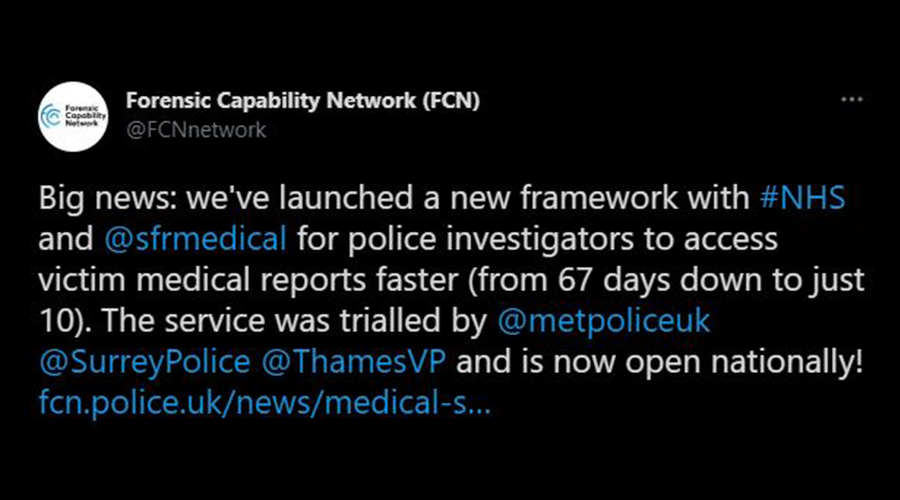 Forensic
Capability
Network
Forensic Capability Network (FCN)
@FCNnetwork
Big news: we've launched a new framework with #NHS
and @sfrmedical for police investigators to access
victim medical reports faster (from 67 days down to just
10). The service was trialled by @metpoliceuk
@SurreyPolice @ThamesVP and is now open nationally!
fcn.police.uk/news/medical-s...